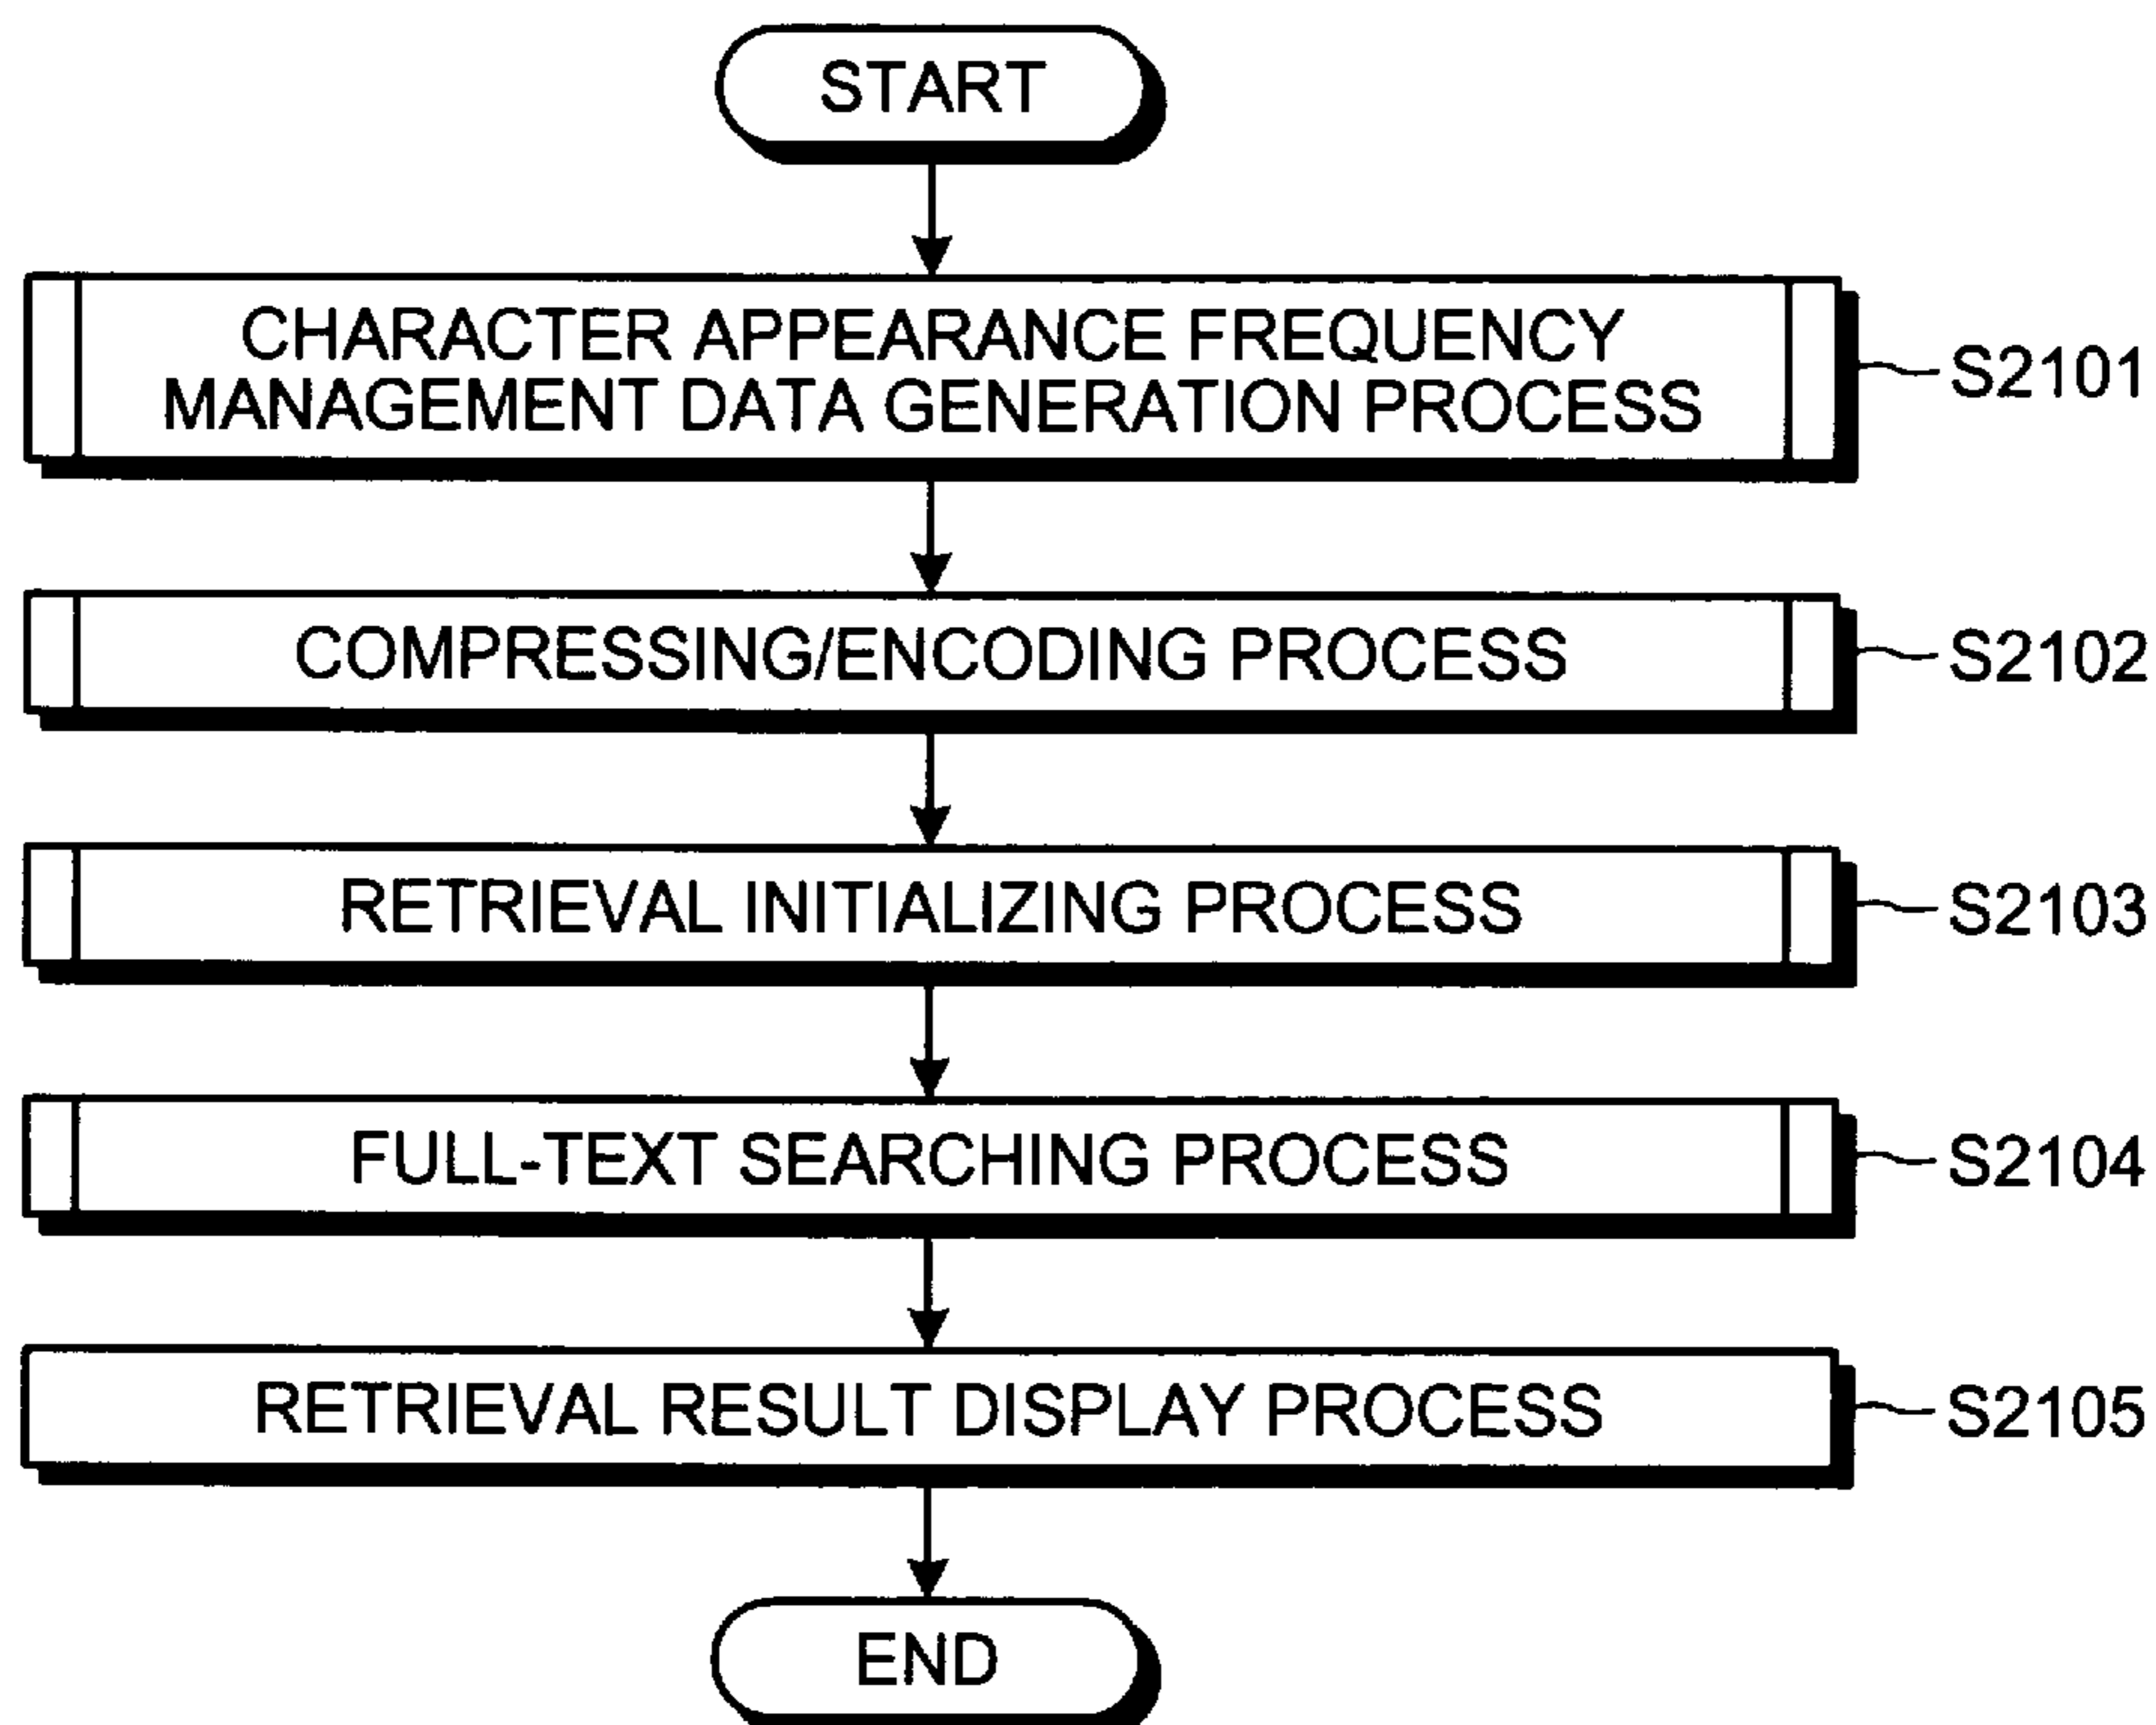 START
CHARACTER APPEARANCE FREQUENCY
MANAGEMENT DATA GENERATION PROCESS
S2101
COMPRESSING/ENCODING PROCESS
S2102
RETRIEVAL INITIALIZING PROCESS
S2103
FULL-TEXT SEARCHING PROCESS
S2104
RETRIEVAL RESULT DISPLAY PROCESS
S2105
END